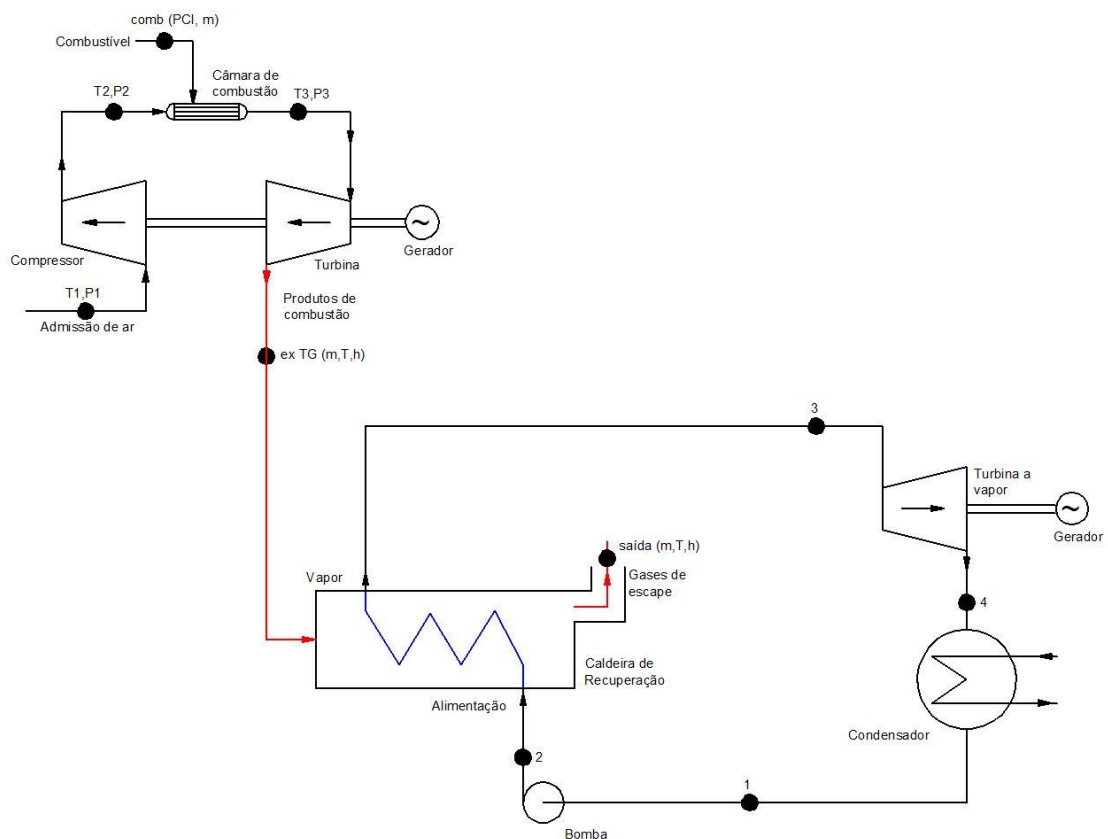 comb (PCI, m)
Combustível
Câmara de
combustão
T2,P2
T3,P3
~
Gerador
Compressor
Turbina
T1,P1
Admissão de ar
Produtos de
combustão
ex TG (m,T,h)
3
Turbina a
vapor
~
Gerador
saída (m,T,h)
Vapor
Gases de
escape
4
Caldeira de
Recuperação
Alimentação
Condensador
2
1
Bomba